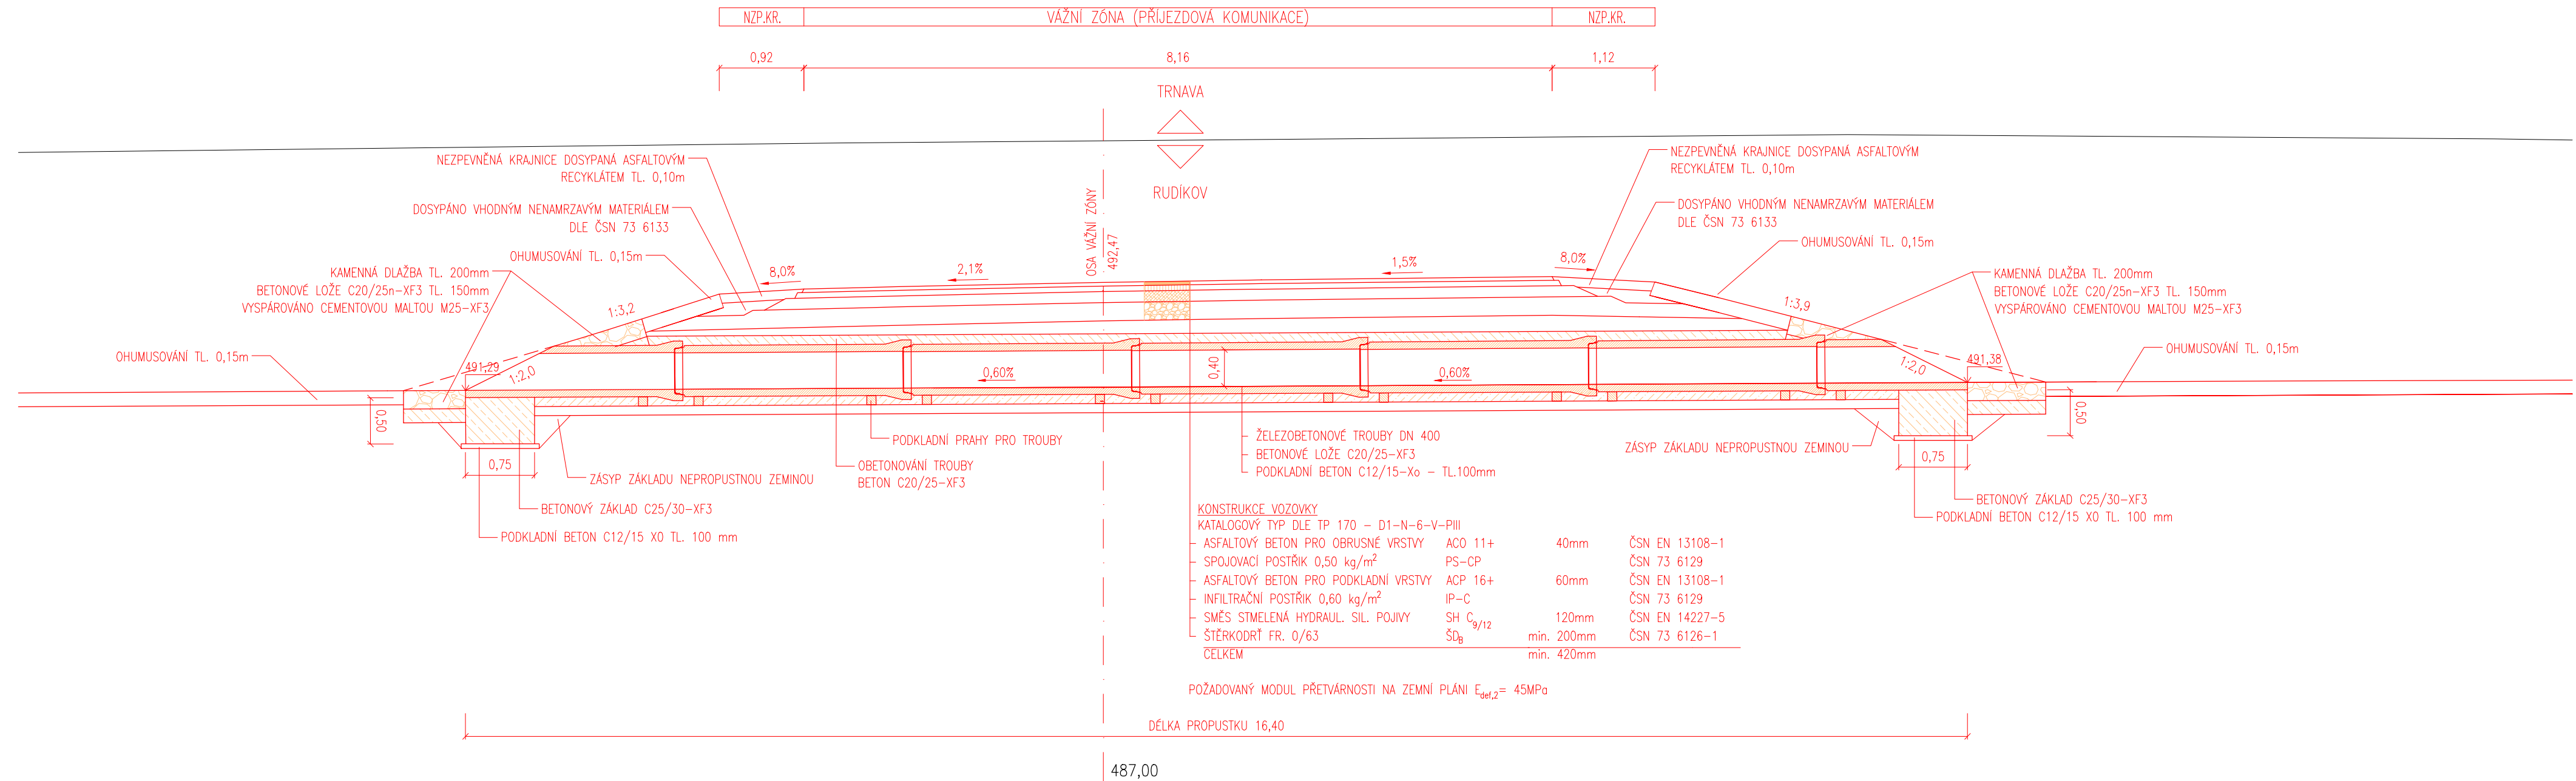 NZP.KR.
VÁŽNÍ ZÓNA (PŘÍJEZDOVÁ KOMUNIKACE)
NZP.KR.
0,92
8,16
1,12
TRNAVA
RUDÍKOV
OSA VÁŽNÍ ZÓNY
492,47
NEZPEVNĚNÁ KRAJNICE DOSYPANÁ ASFALTOVÝM
RECYKLÁTEM TL. 0,10m
DOSYPÁNO VHODNÝM NENAMRZAVÝM MATERIÁLEM
DLE ČSN 73 6133
OHUMUSOVÁNÍ TL. 0,15m
KAMENNÁ DLAŽBA TL. 200mm
BETONOVÉ LOŽE C20/25n-XF3 TL. 150mm
VYSPÁROVÁNO CEMENTOVOU MALTOU M25-XF3
OHUMUSOVÁNÍ TL. 0,15m
NEZPEVNĚNÁ KRAJNICE DOSYPANÁ ASFALTOVÝM
RECYKLÁTEM TL. 0,10m
DOSYPÁNO VHODNÝM NENAMRZAVÝM MATERIÁLEM
DLE ČSN 73 6133
OHUMUSOVÁNÍ TL. 0,15m
KAMENNÁ DLAŽBA TL. 200mm
BETONOVÉ LOŽE C20/25n-XF3 TL. 150mm
VYSPÁROVÁNO CEMENTOVOU MALTOU M25-XF3
OHUMUSOVÁNÍ TL. 0,15m
8,0%
2,1%
1,5%
8,0%
1:3,2
1:3,9
491,29
1:2,0
0,60%
0,40
0,60%
1:2,0
491,38
0,50
0,50
0,75
0,75
PODKLADNÍ PRAHY PRO TROUBY
OBETONOVÁNÍ TROUBY
BETON C20/25-XF3
ZÁSYP ZÁKLADU NEPROPUSTNOU ZEMINOU
BETONOVÝ ZÁKLAD C25/30-XF3
PODKLADNÍ BETON C12/15 X0 TL. 100 mm
ŽELEZOBETONOVÉ TROUBY DN 400
BETONOVÉ LOŽE C20/25-XF3
PODKLADNÍ BETON C12/15-Xo - TL.100mm
ZÁSYP ZÁKLADU NEPROPUSTNOU ZEMINOU
BETONOVÝ ZÁKLAD C25/30-XF3
PODKLADNÍ BETON C12/15 X0 TL. 100 mm
KONSTRUKCE VOZOVKY
KATALOGOVÝ TYP DLE TP 170 - D1-N-6-V-PIII
ASFALTOVÝ BETON PRO OBRUSNÉ VRSTVY ACO 11+ 40mm ČSN EN 13108-1
SPOJOVACÍ POSTŘIK 0,50 kg/m² PS-CP ČSN 73 6129
ASFALTOVÝ BETON PRO PODKLADNÍ VRSTVY ACP 16+ 60mm ČSN EN 13108-1
INFILTRAČNÍ POSTŘIK 0,60 kg/m² IP-C ČSN 73 6129
SMĚS STMELENÁ HYDRAUL. SIL. POJIVY SH C9/12 120mm ČSN EN 14227-5
ŠTĚRKODRŤ FR. 0/63 ŠDB min. 200mm ČSN 73 6126-1
CELKEM min. 420mm
POŽADOVANÝ MODUL PŘETVÁRNOSTI NA ZEMNÍ PLÁNI Edef,2= 45MPa
DÉLKA PROPUSTKU 16,40
487,00